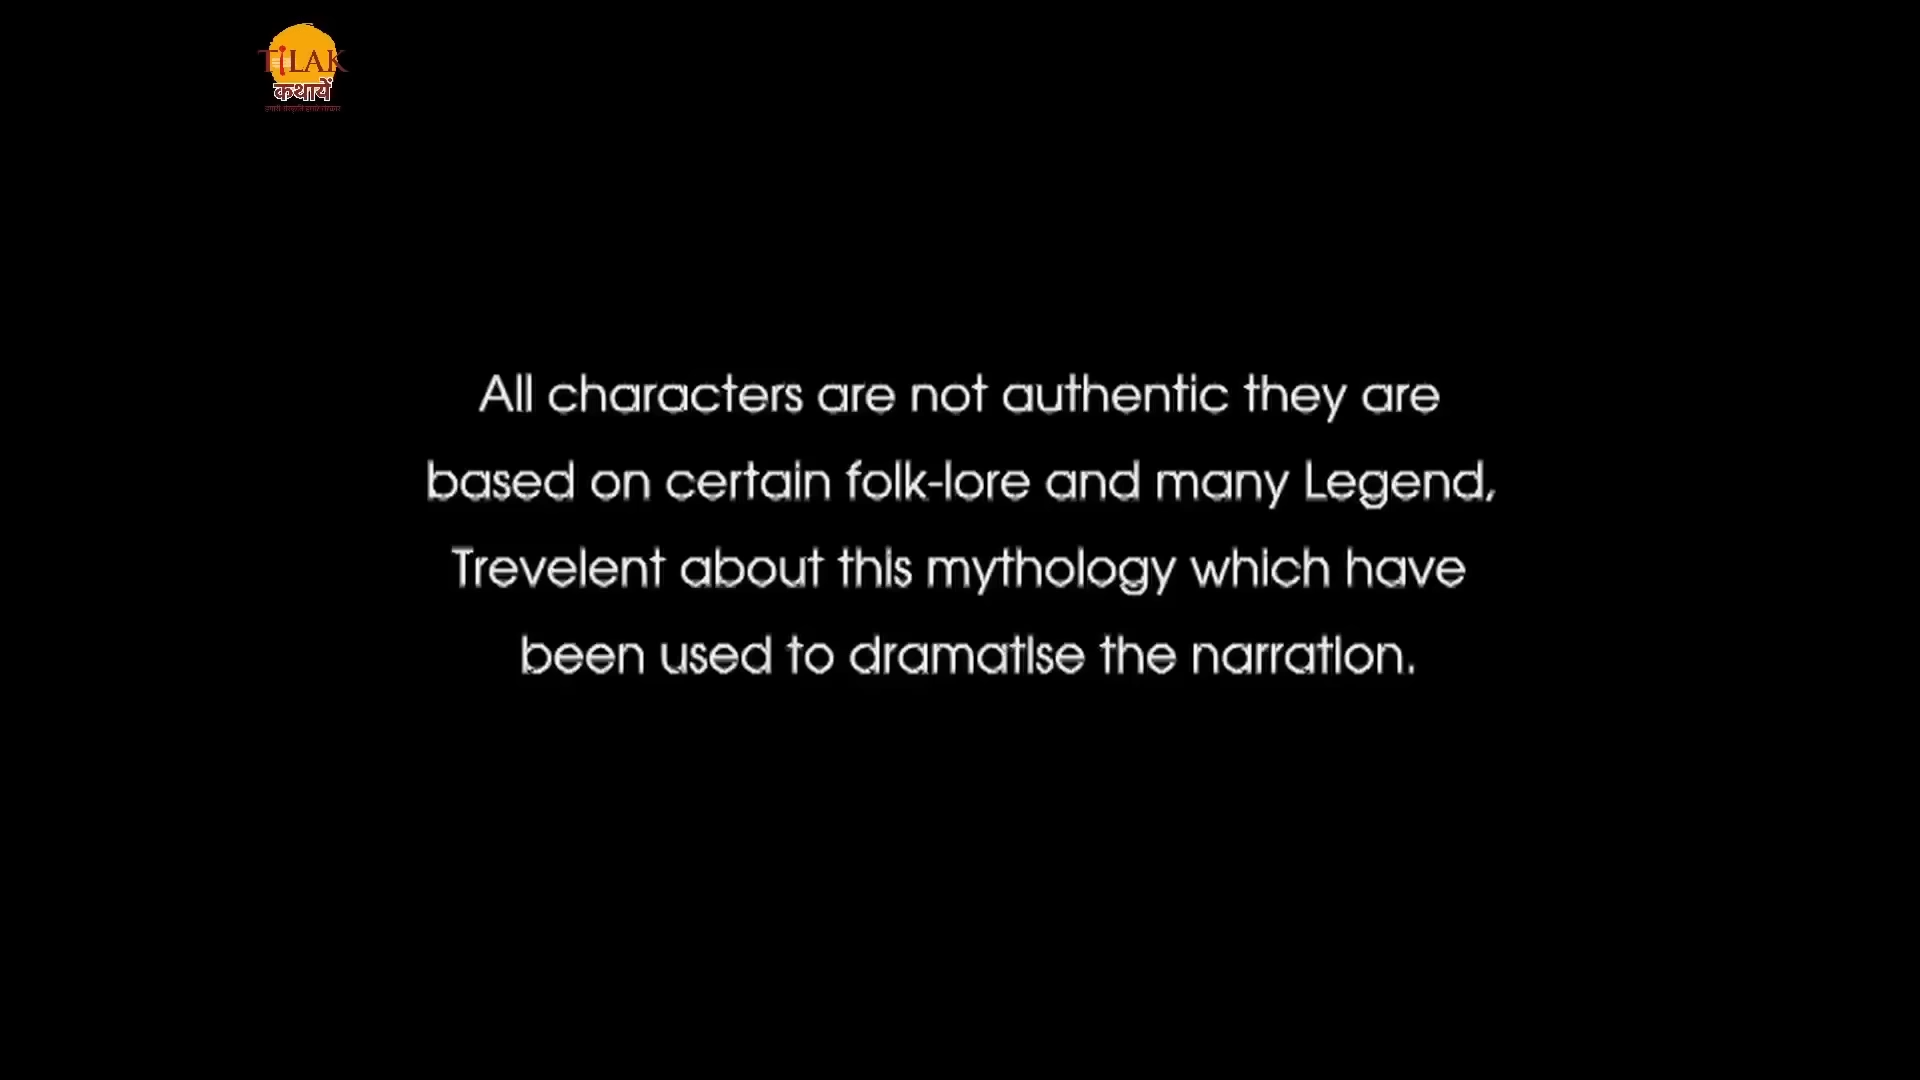 TiLAK
कथायें
All characters are not authentic they are
based on certain folk-lore and many Legend,
Trevelent about this mythology which have
been used to dramatise the narration.